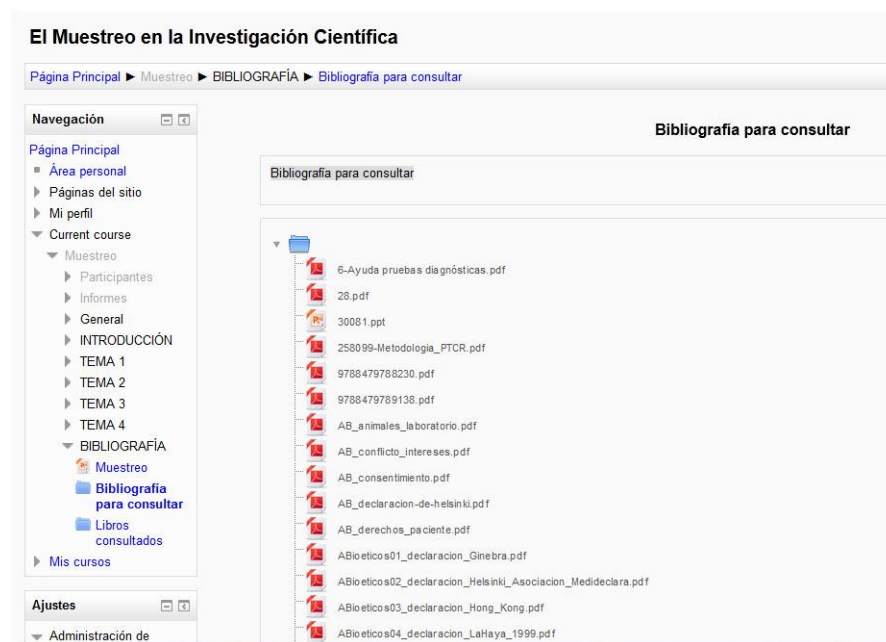 El Muestreo en la Investigación Científica
Página Principal ► Muestreo ► BIBLIOGRAFÍA ► Bibliografía para consultar
Navegación
Página Principal
Área personal
Páginas del sitio
Mi perfil
Current course
Muestreo
Participantes
Informes
General
INTRODUCCIÓN
TEMA 1
TEMA 2
TEMA 3
TEMA 4
BIBLIOGRAFÍA
Muestreo
Bibliografía
para consultar
Libros
consultados
Mis cursos
Ajustes
Administración de
Bibliografía para consultar
Bibliografía para consultar
6-Ayuda pruebas diagnósticas.pdf
28.pdf
30081.ppt
258099-Metodologia_PTCR.pdf
9788479788230.pdf
9788479789138.pdf
AB_animales_laboratorio.pdf
AB_conflicto_intereses.pdf
AB_consentimiento.pdf
AB_declaracion-de-helsinki.pdf
AB_derechos_paciente.pdf
ABioeticos01_declaracion_Ginebra.pdf
ABioeticos02_declaracion_Helsinki_Asociacion_Medideclara.pdf
ABioeticos03_declaracion_Hong_Kong.pdf
ABioeticos04_declaracion_LaHaya_1999.pdf